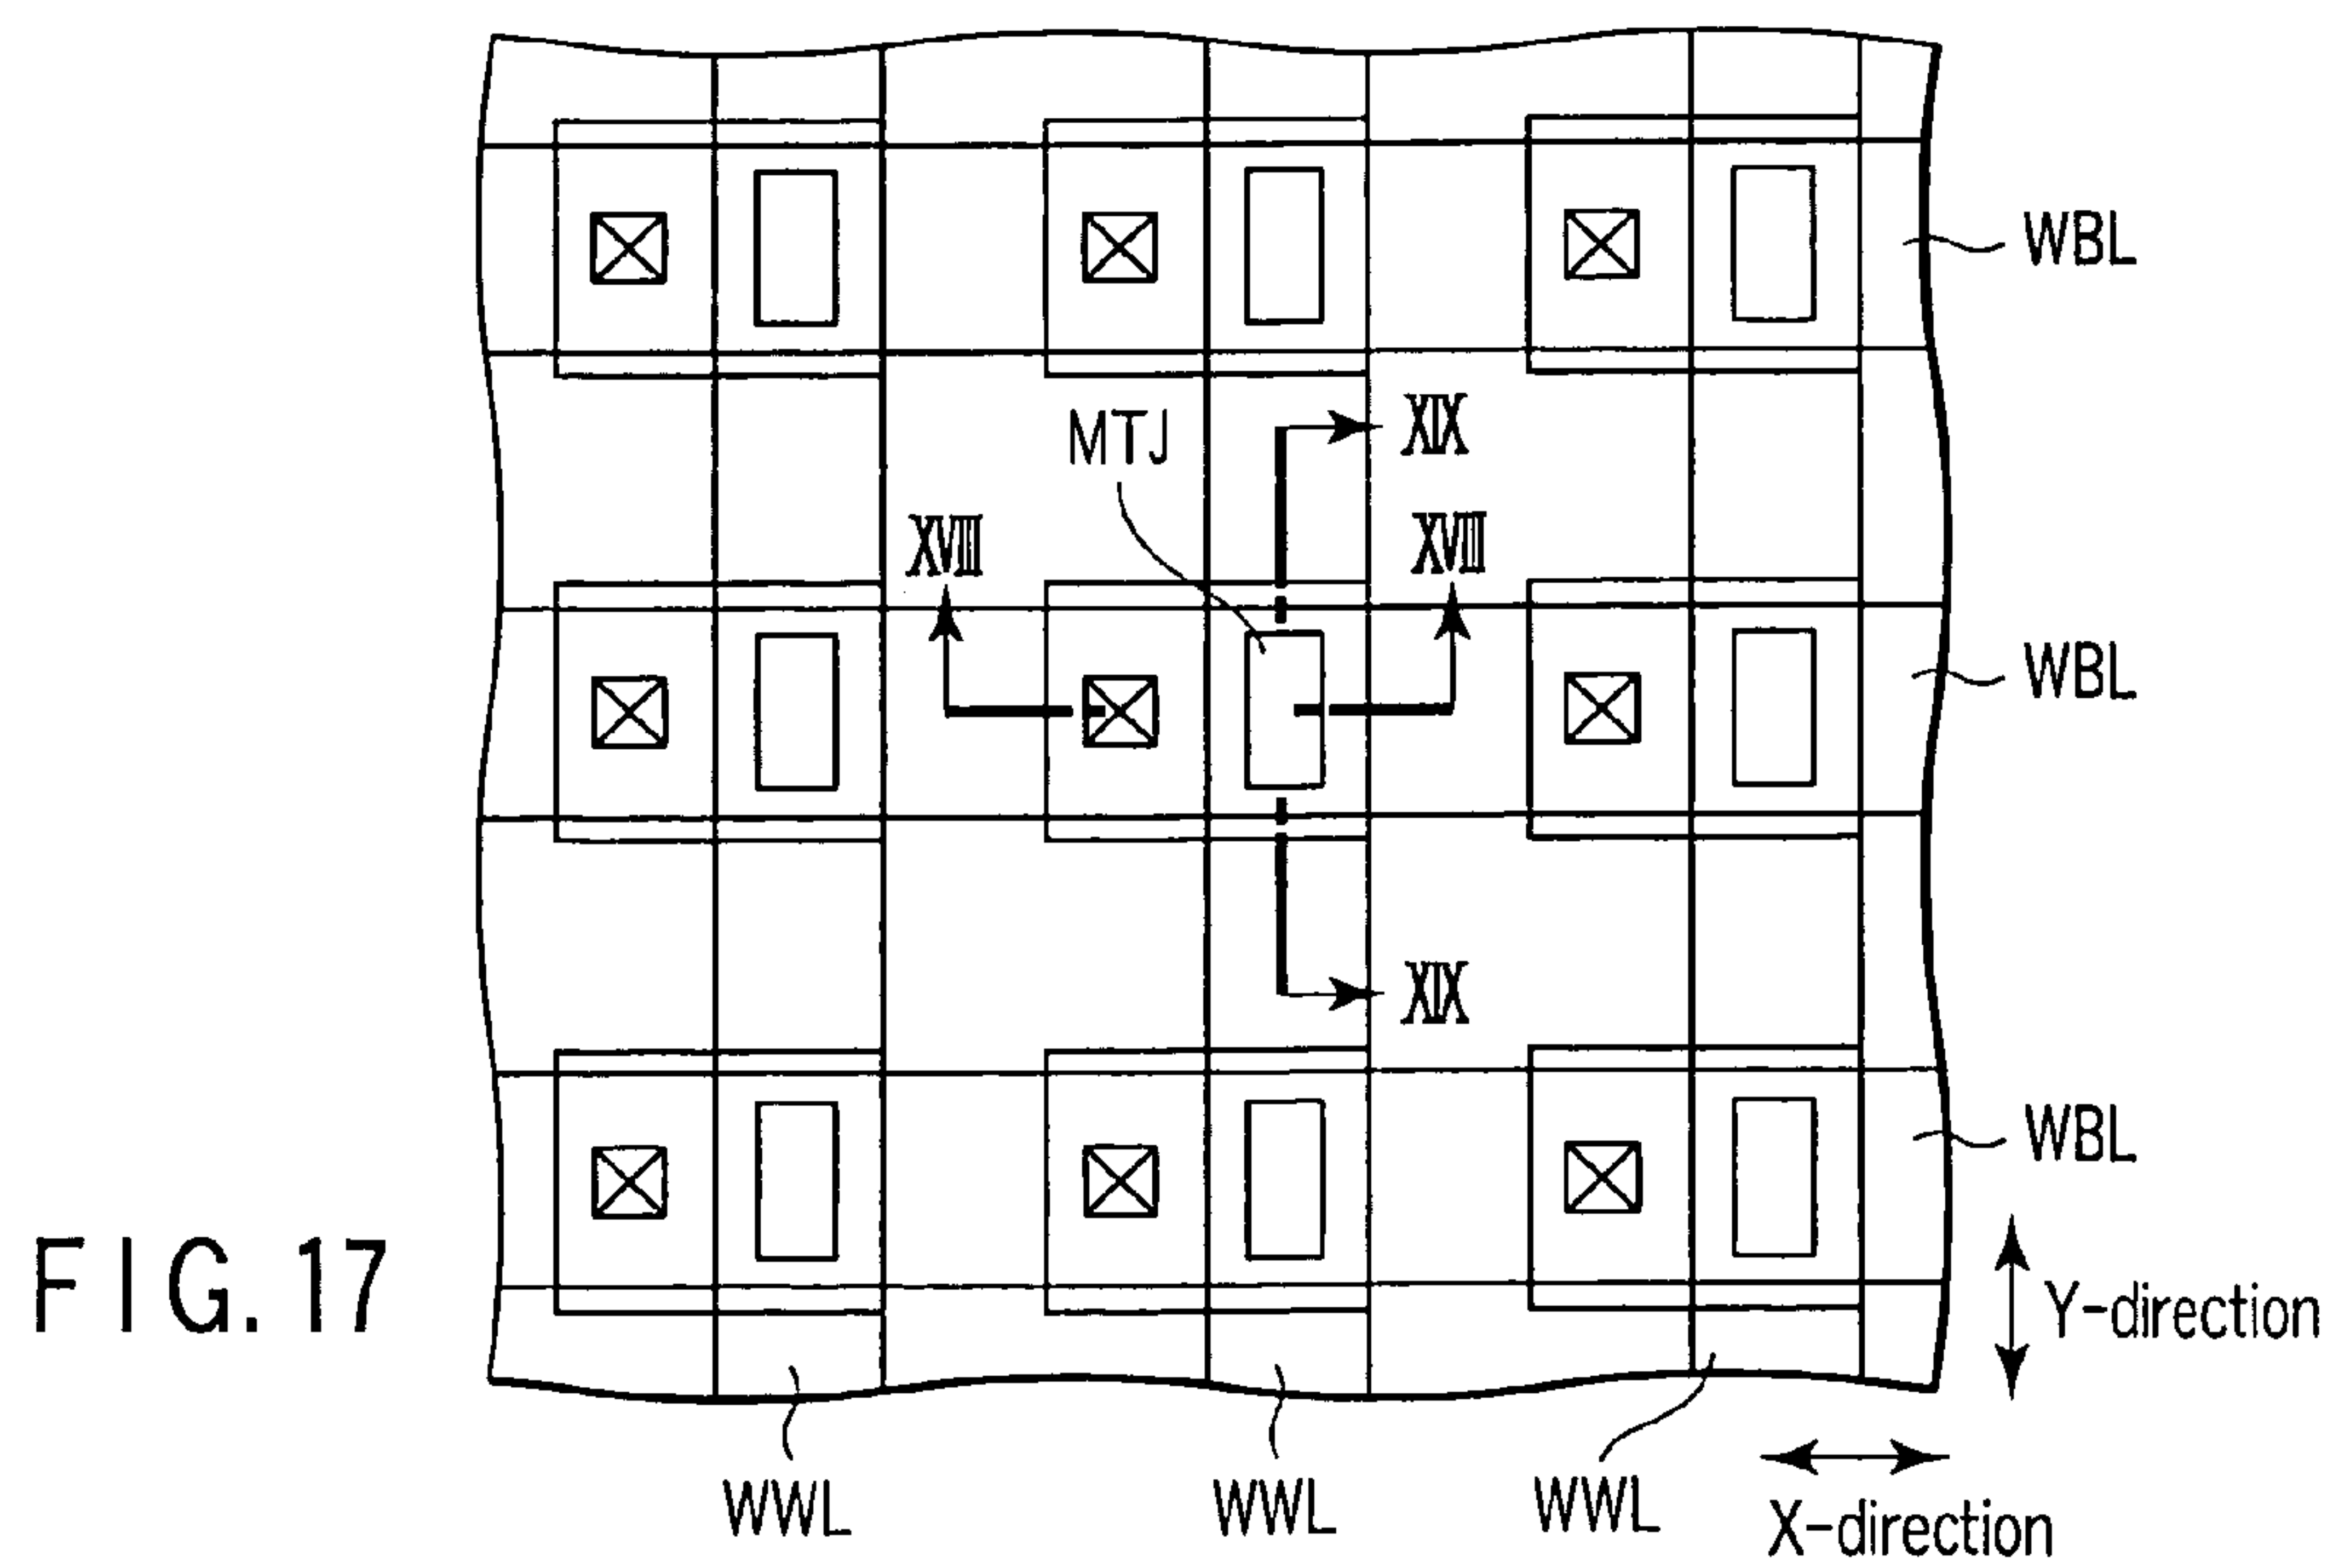 WBL
XIX
MTJ
XVIII
XVIII
WBL
XIX
WBL
FIG. 17
Y-direction
WWL
WWL
WWL
X-direction